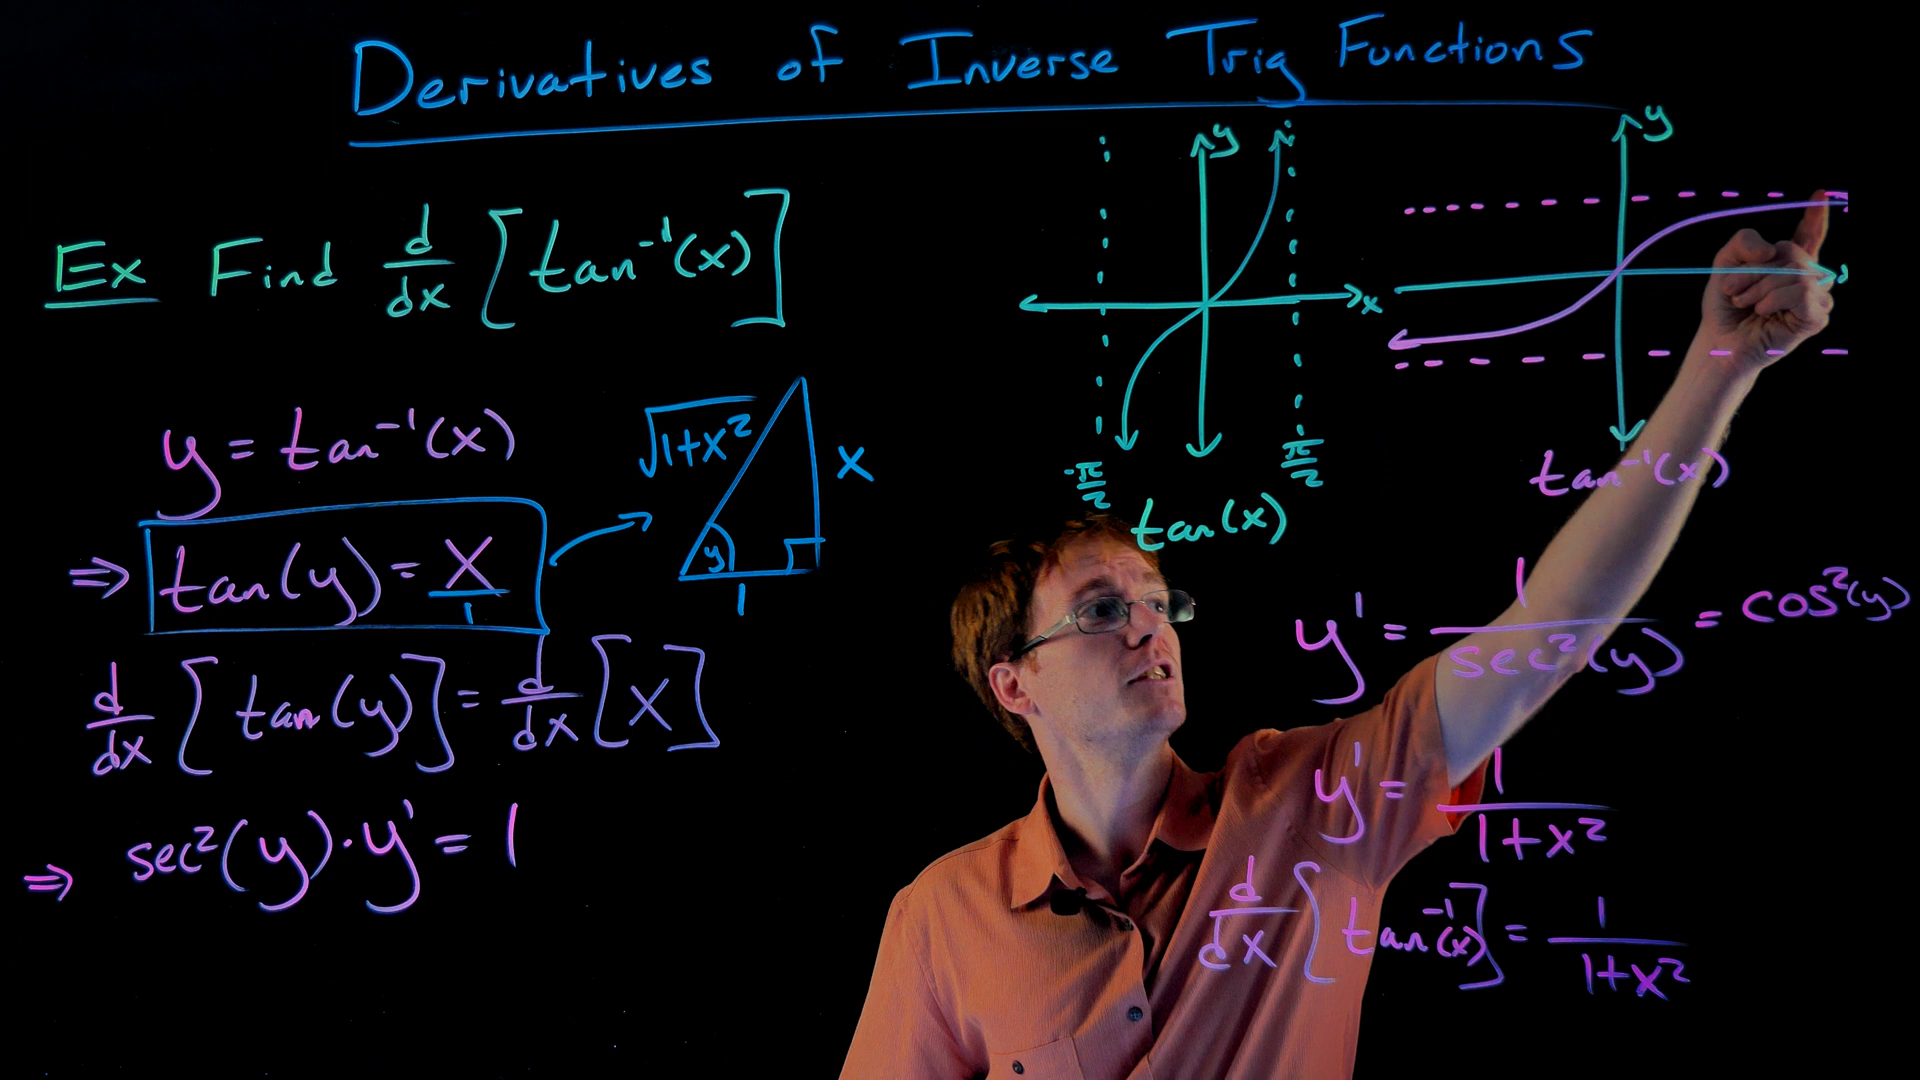 Derivatives of Inverse Trig Functions
Ex Find d/dx [tan⁻¹(x)]
y = tan⁻¹(x)
⇒ tan(y) = x/1
√1+x²
x
y
1
d/dx [tan(y)] = d/dx [x]
⇒ sec²(y)·y' = 1
y
x
-π/2
π/2
tan(x)
y
tan⁻¹(x)
y' = 1/sec²(y) = cos²(y)
y' = 1/1+x²
d/dx [tan⁻¹(x)] = 1/1+x²